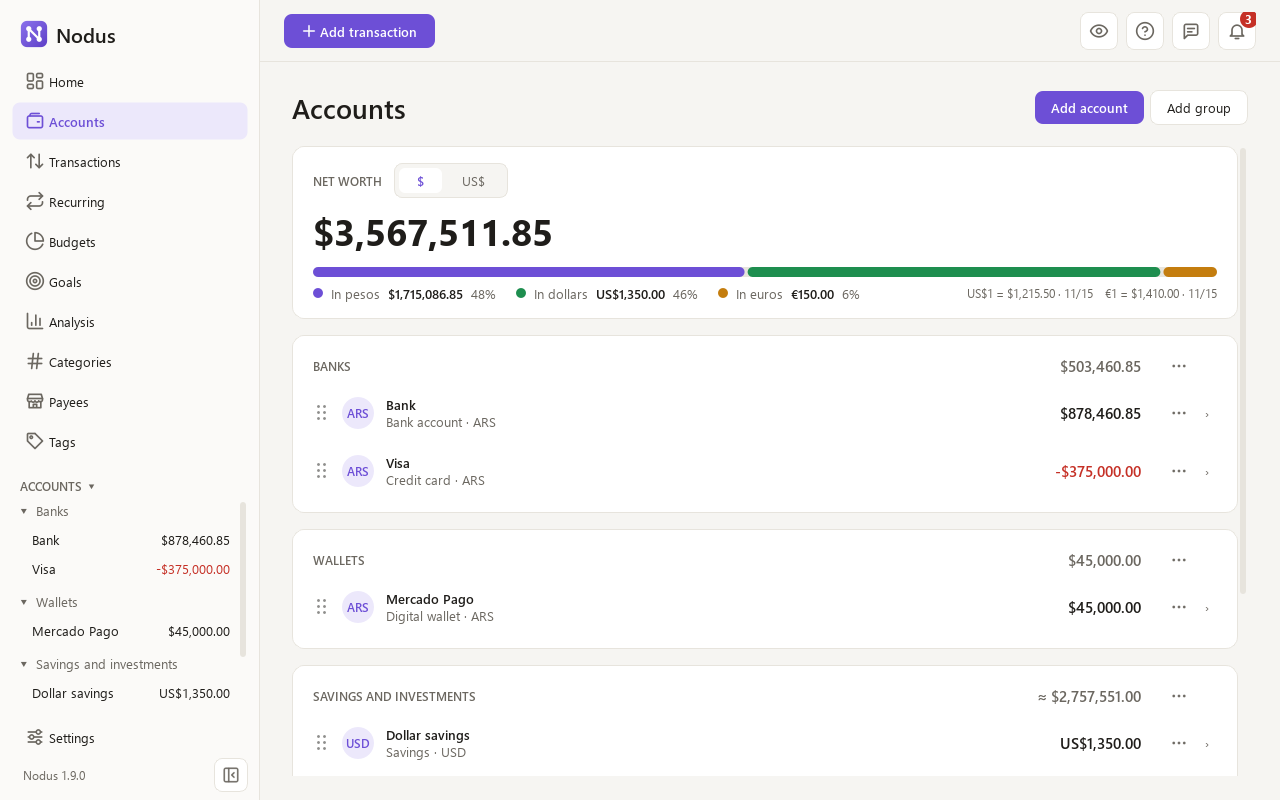 Nodus
Home
Accounts
Transactions
Recurring
Budgets
Goals
Analysis
Categories
Payees
Tags
ACCOUNTS
Banks
Bank $878,460.85
Visa -$375,000.00
Wallets
Mercado Pago $45,000.00
Savings and investments
Dollar savings US$1,350.00
Settings
Nodus 1.9.0
+ Add transaction
3
Accounts
Add account Add group
NET WORTH $ US$
$3,567,511.85
In pesos $1,715,086.85 48% In dollars US$1,350.00 46% In euros €150.00 6% US$1 = $1,215.50 · 11/15 €1 = $1,410.00 · 11/15
BANKS $503,460.85
ARS Bank $878,460.85
Bank account · ARS
ARS Visa -$375,000.00
Credit card · ARS
WALLETS $45,000.00
ARS Mercado Pago $45,000.00
Digital wallet · ARS
SAVINGS AND INVESTMENTS ≈ $2,757,551.00
USD Dollar savings US$1,350.00
Savings · USD